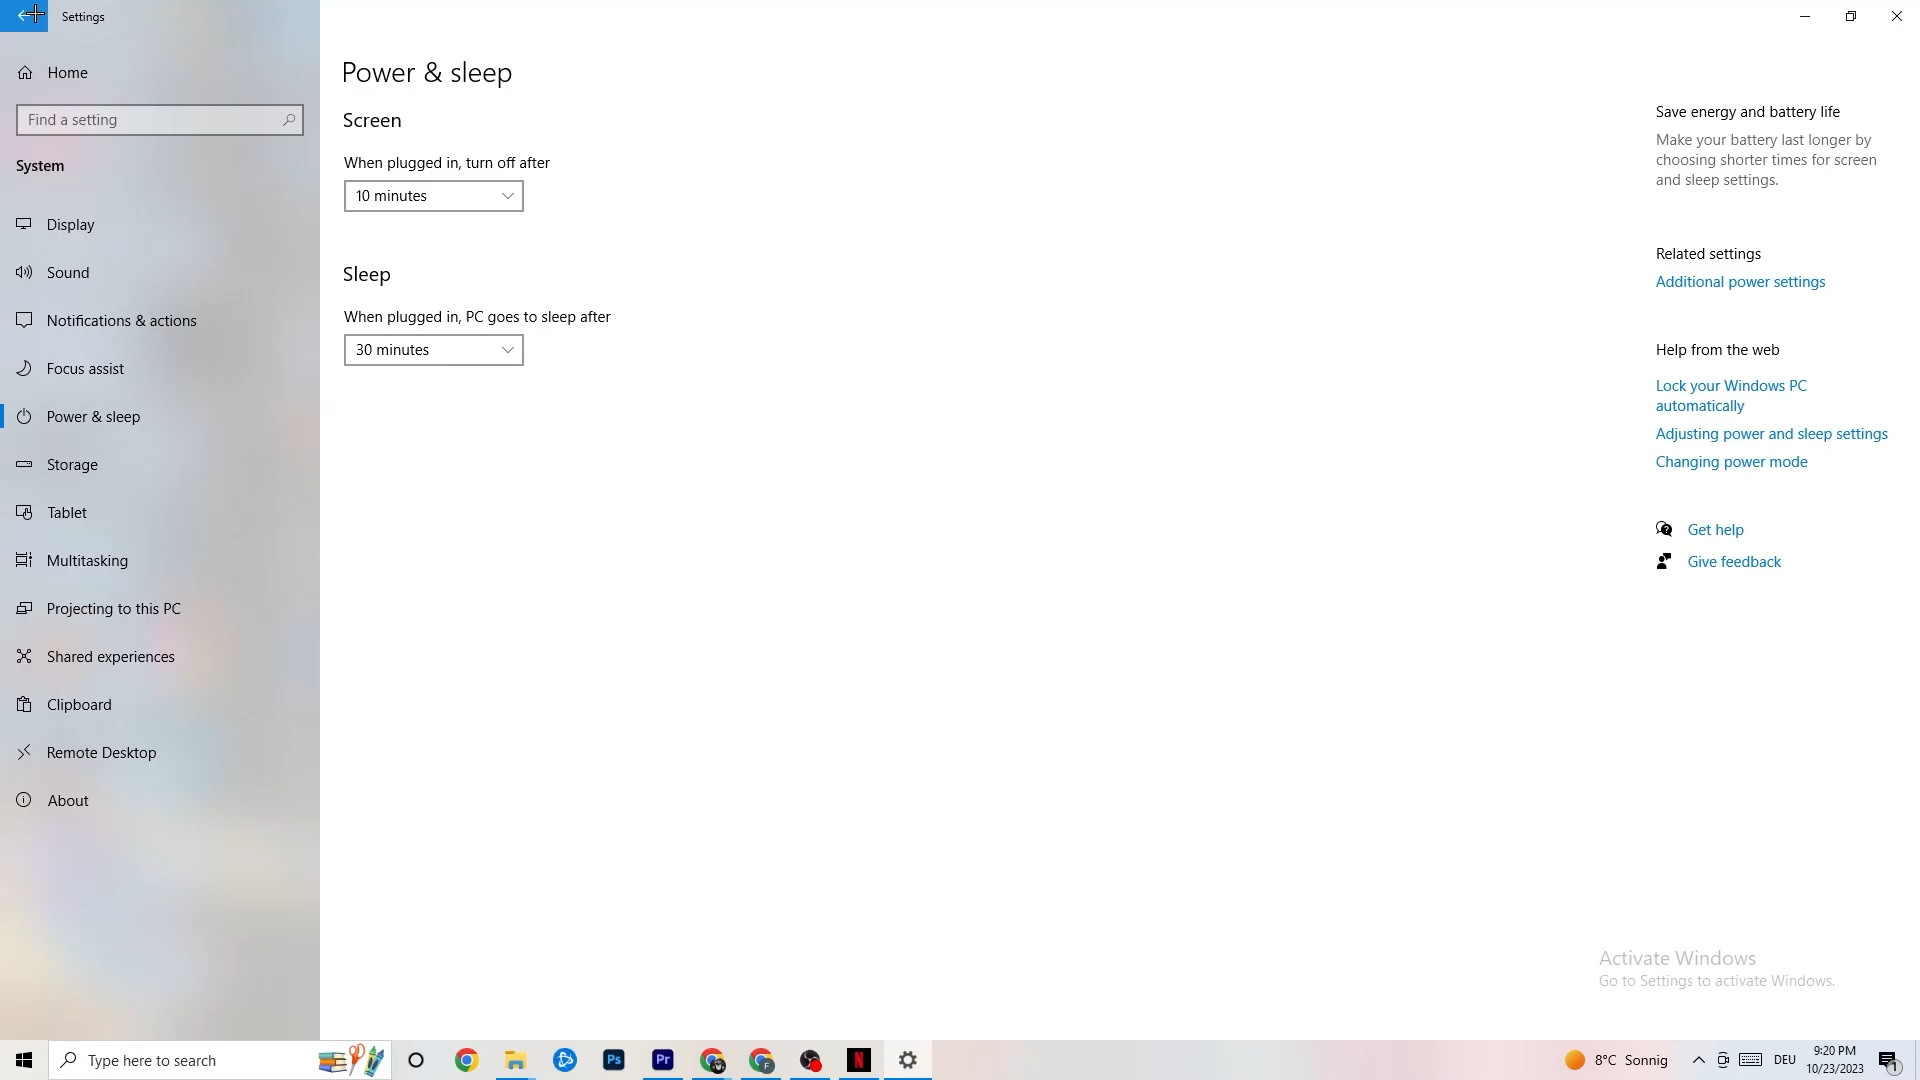 Settings
Home
Find a setting
System
Display
Sound
Notifications & actions
Focus assist
Power & sleep
Storage
Tablet
Multitasking
Projecting to this PC
Shared experiences
Clipboard
Remote Desktop
About
Power & sleep
Screen
When plugged in, turn off after
10 minutes
Sleep
When plugged in, PC goes to sleep after
30 minutes
Save energy and battery life
Make your battery last longer by
choosing shorter times for screen
and sleep settings.
Related settings
Additional power settings
Help from the web
Lock your Windows PC
automatically
Adjusting power and sleep settings
Changing power mode
Get help
Give feedback
Activate Windows
Go to Settings to activate Windows.
Type here to search
Ps
Pr
F
N
8°C Sonnig
DEU
9:20 PM
10/23/2023
1